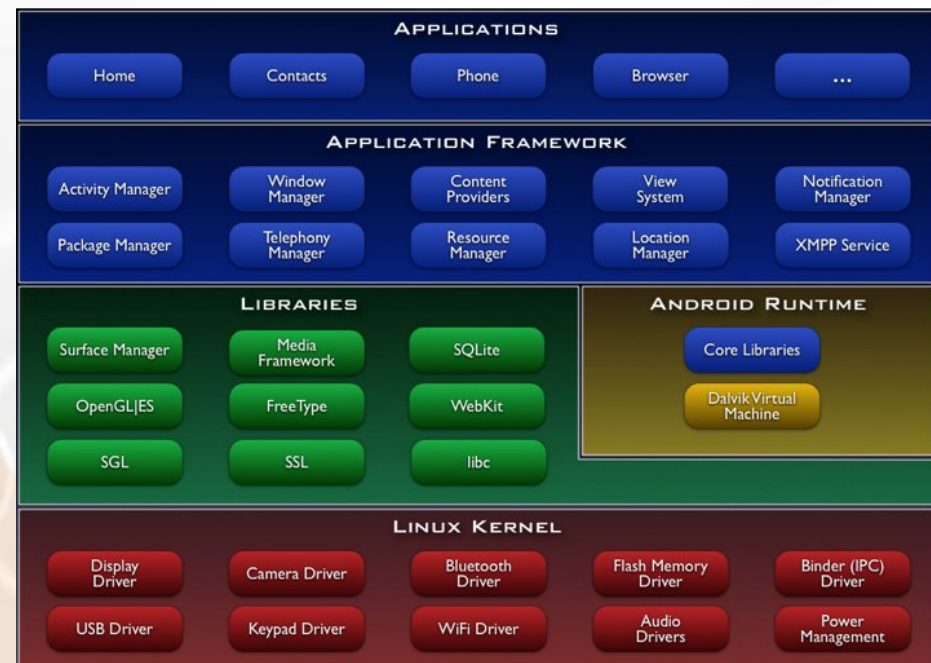 APPLICATIONS
Home
Contacts
Phone
Browser
...
APPLICATION FRAMEWORK
Activity Manager
Window
Manager
Content
Providers
View
System
Notification
Manager
Package Manager
Telephony
Manager
Resource
Manager
Location
Manager
XMPP Service
LIBRARIES
Surface Manager
Media
Framework
SQLite
OpenGL|ES
FreeType
WebKit
SGL
SSL
libc
ANDROID RUNTIME
Core Libraries
Dalvik Virtual
Machine
LINUX KERNEL
Display
Driver
Camera Driver
Bluetooth
Driver
Flash Memory
Driver
Binder (IPC)
Driver
USB Driver
Keypad Driver
WiFi Driver
Audio
Drivers
Power
Management